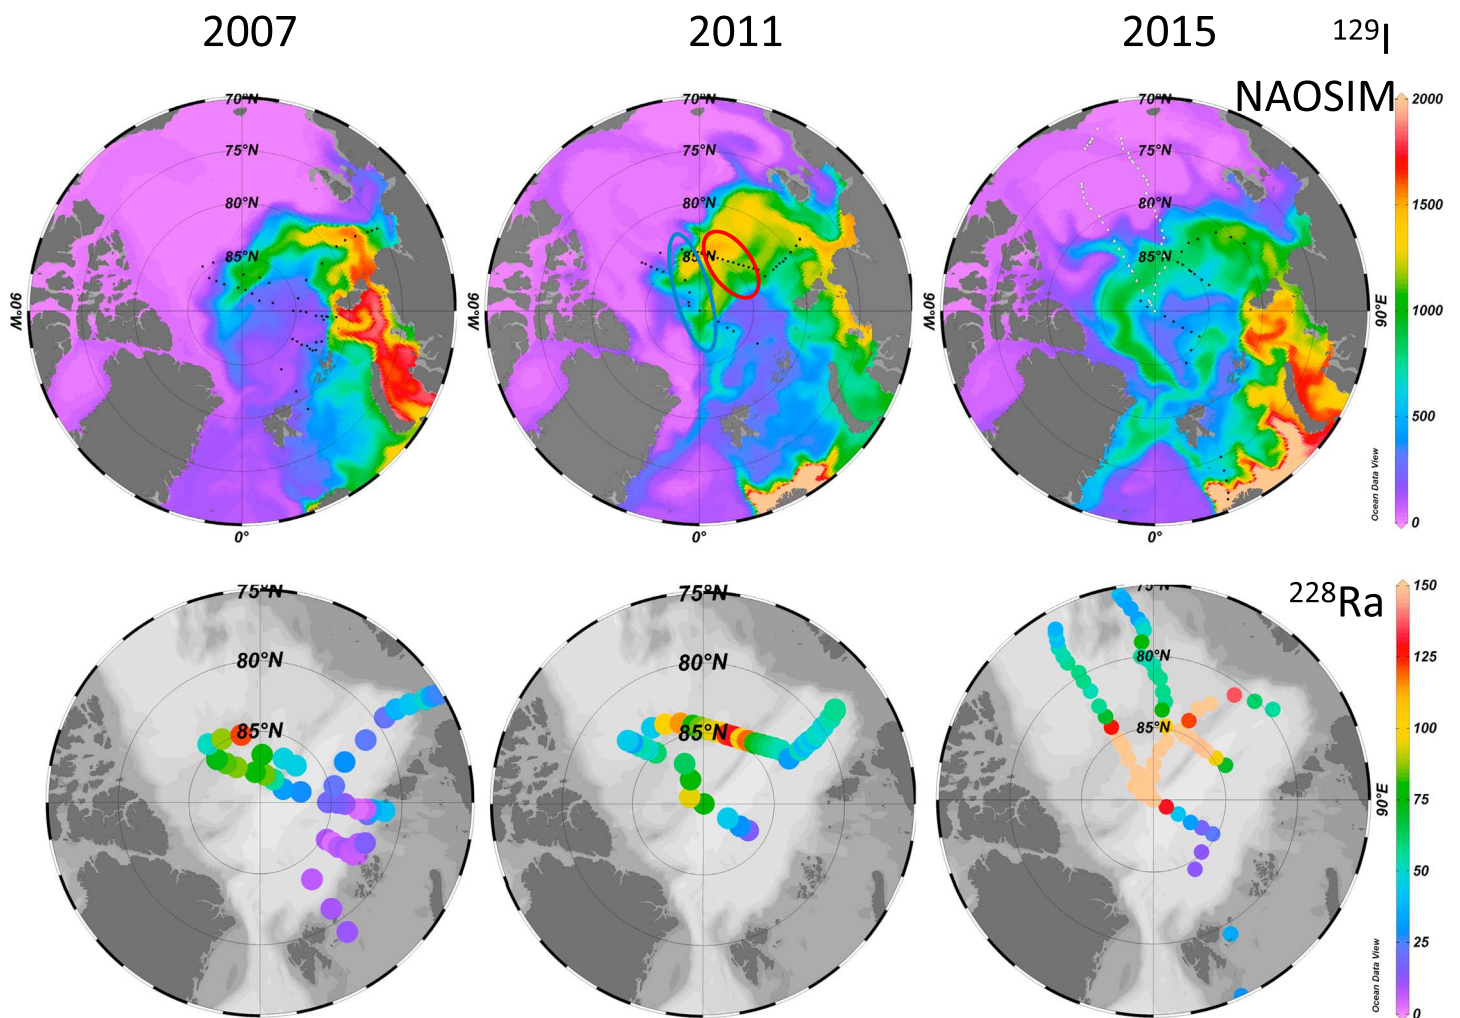 2007 2011 2015 ¹²⁹I
NAOSIM
70°N 70°N 70°N 2000
75°N 75°N 75°N
80°N 80°N 80°N 1500
85°N 85°N 85°N
90°W 90°W 90°W 90°E 1000
500
Ocean Data View
0° 0° 0° 0
75°N 75°N 75°N ²²⁸Ra 150
80°N 80°N 80°N 125
85°N 85°N 85°N 100
90°E 75
50
25
Ocean Data View
0